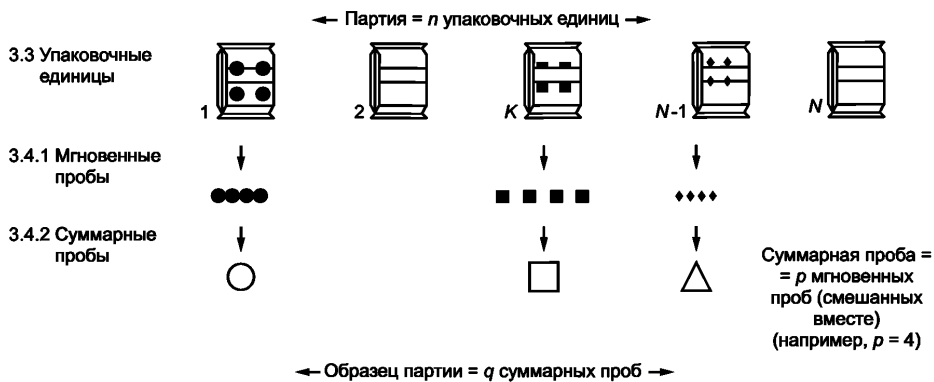 Партия = n упаковочных единиц
3.3 Упаковочные
единицы
1
2
K
N-1
N
3.4.1 Мгновенные
пробы
3.4.2 Суммарные
пробы
Суммарная проба =
= p мгновенных
проб (смешанных
вместе)
(например, p = 4)
Образец партии = q суммарных проб